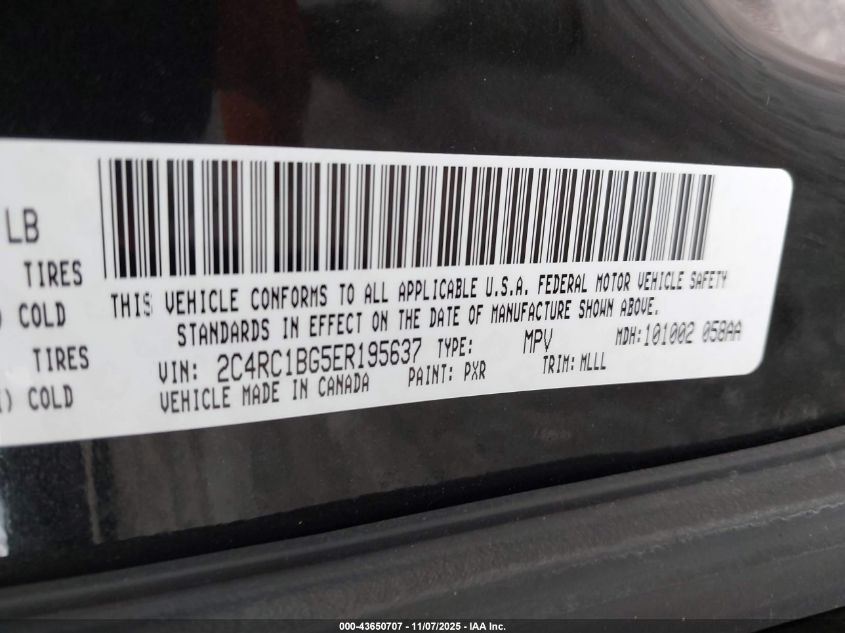 LB
TIRES
COLD
TIRES
) COLD
THIS VEHICLE CONFORMS TO ALL APPLICABLE U.S.A. FEDERAL MOTOR VEHICLE SAFETY
STANDARDS IN EFFECT ON THE DATE OF MANUFACTURE SHOWN ABOVE.
VIN: 2C4RC1BG5ER195637 TYPE: MPV MDH:101002 058AA
VEHICLE MADE IN CANADA PAINT: PXR TRIM: MLLL
000-43650707 - 11/07/2025 - IAA Inc.